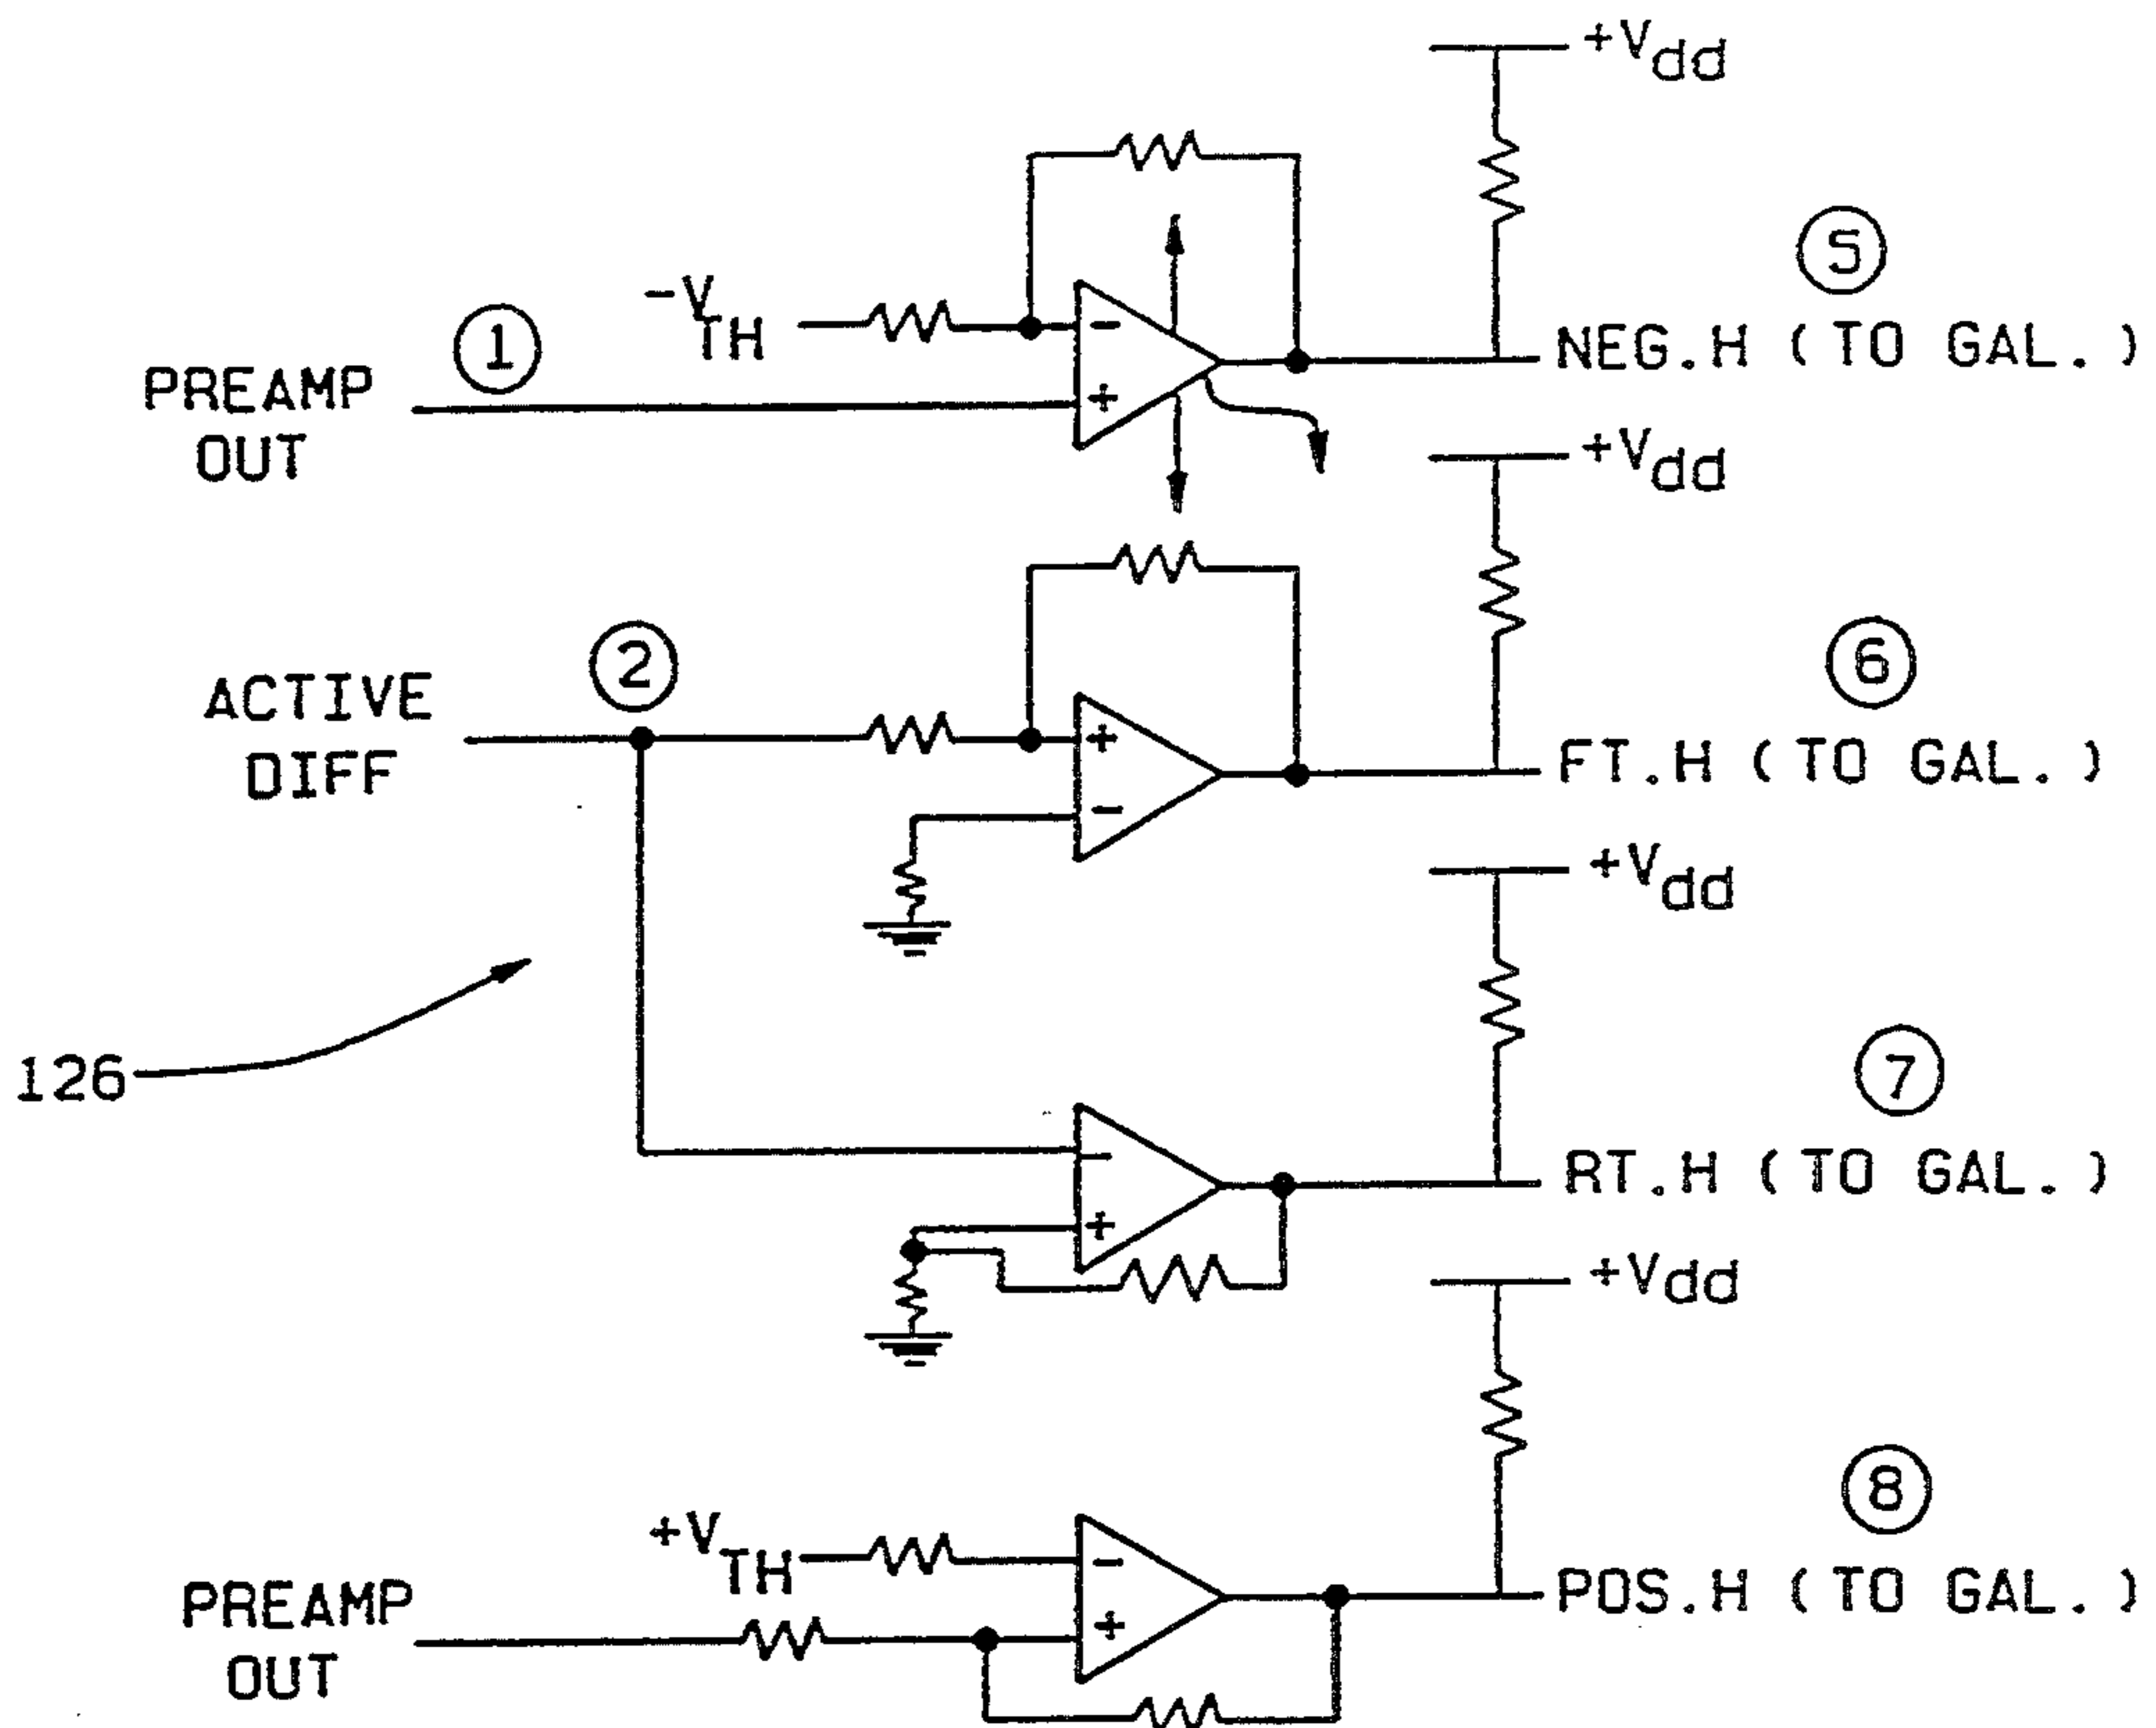 +Vdd
-VTH
1
PREAMP
OUT
-
+
5
NEG.H (TO GAL.)
+Vdd
ACTIVE
DIFF
2
+
-
6
FT.H (TO GAL.)
+Vdd
126
-
+
7
RT.H (TO GAL.)
+Vdd
+VTH
PREAMP
OUT
-
+
8
POS.H (TO GAL.)